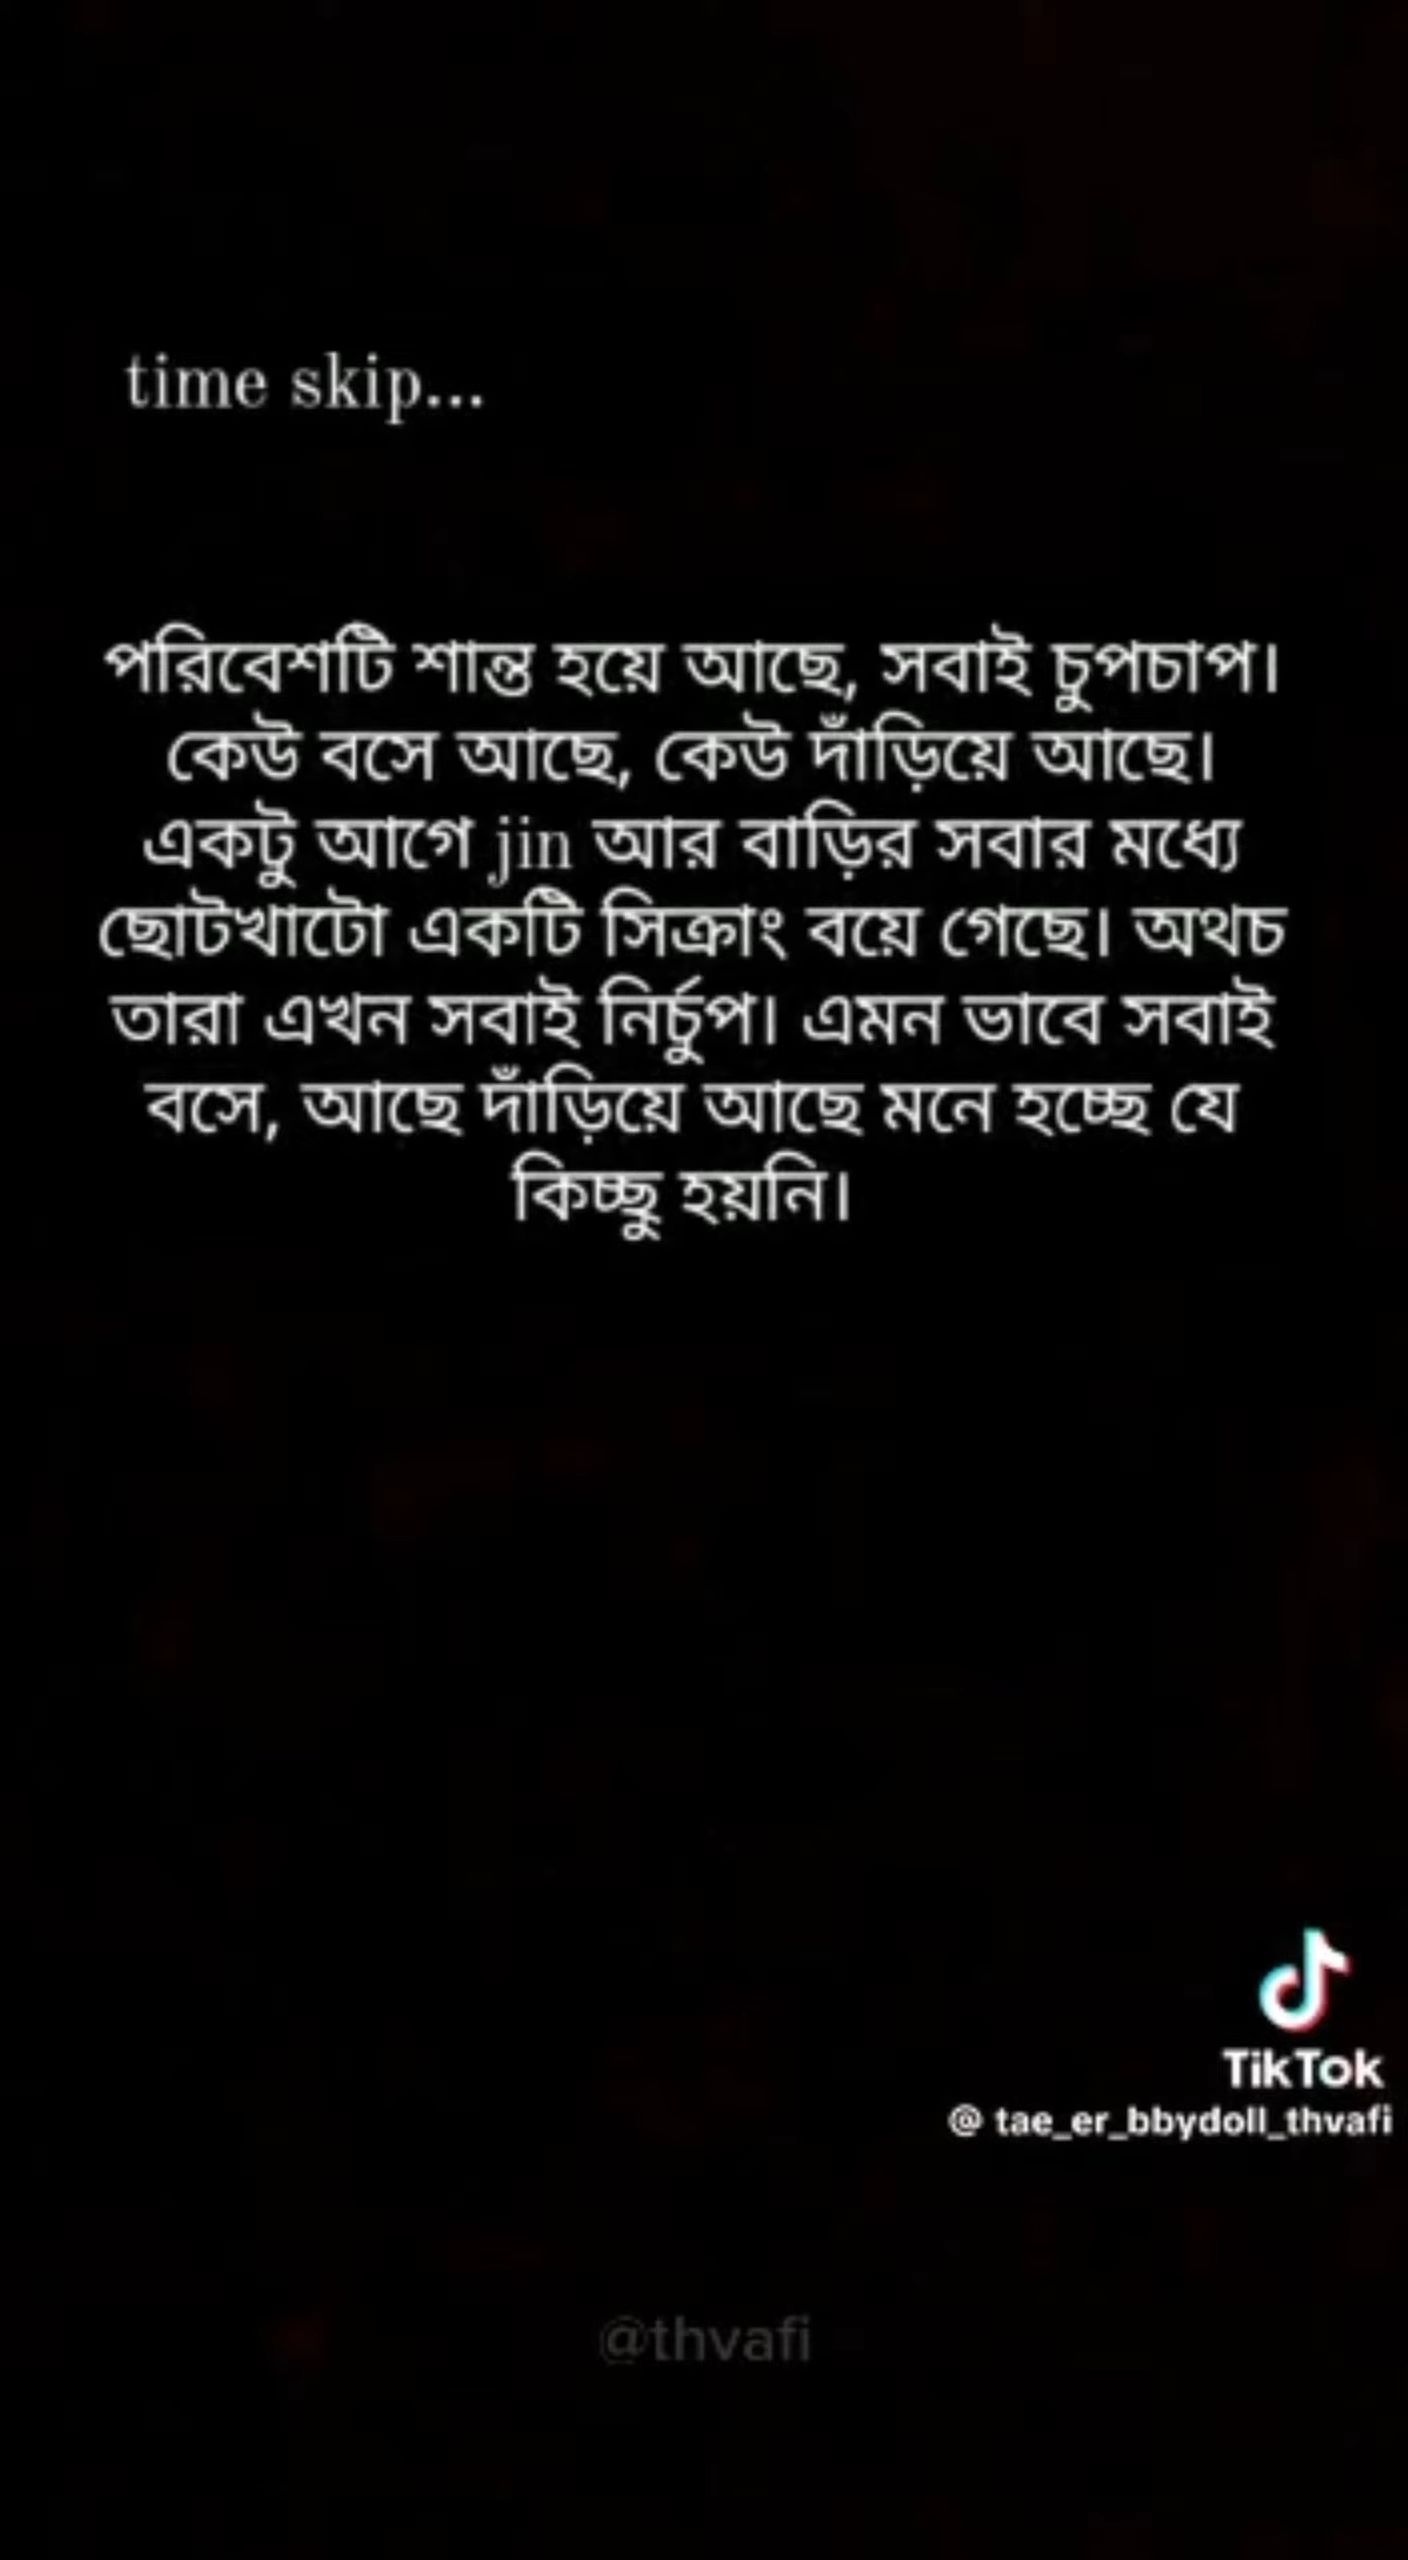 time skip...
পরিবেশটি শান্ত হয়ে আছে, সবাই চুপচাপ।
কেউ বসে আছে, কেউ দাঁড়িয়ে আছে।
একটু আগে jin আর বাড়ির সবার মধ্যে
ছোটখাটো একটি সিক্রাং বয়ে গেছে। অথচ
তারা এখন সবাই নির্চুপ। এমন ভাবে সবাই
বসে, আছে দাঁড়িয়ে আছে মনে হচ্ছে যে
কিচ্ছু হয়নি।
TikTok
@ tae_er_bbydoll_thvafi
@thvafi